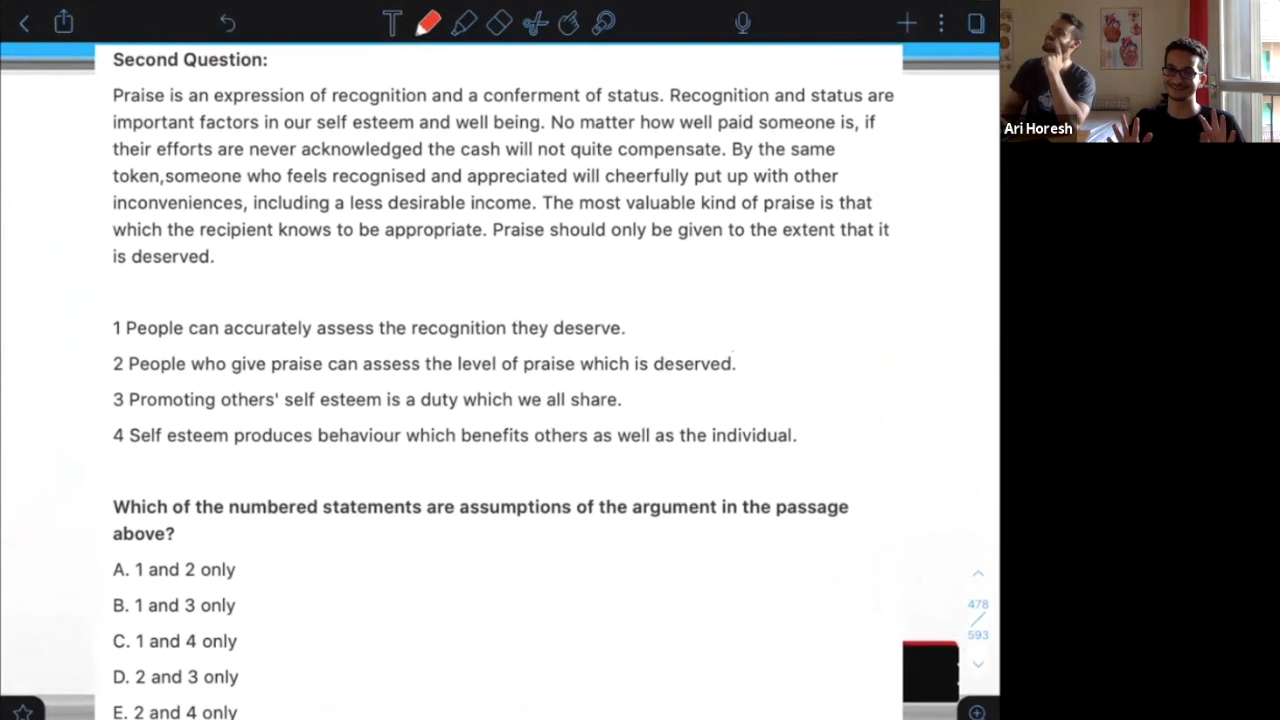 Second Question:
Praise is an expression of recognition and a conferment of status. Recognition and status are
important factors in our self esteem and well being. No matter how well paid someone is, if
their efforts are never acknowledged the cash will not quite compensate. By the same
token,someone who feels recognised and appreciated will cheerfully put up with other
inconveniences, including a less desirable income. The most valuable kind of praise is that
which the recipient knows to be appropriate. Praise should only be given to the extent that it
is deserved.
1 People can accurately assess the recognition they deserve.
2 People who give praise can assess the level of praise which is deserved.
3 Promoting others' self esteem is a duty which we all share.
4 Self esteem produces behaviour which benefits others as well as the individual.
Which of the numbered statements are assumptions of the argument in the passage
above?
A. 1 and 2 only
B. 1 and 3 only
C. 1 and 4 only
D. 2 and 3 only
E. 2 and 4 only
478
593
Ari Horesh